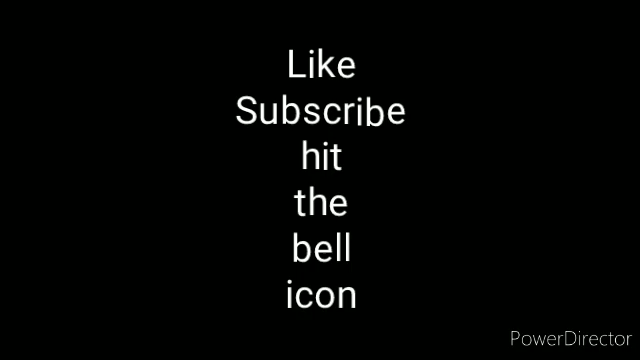 Like
Subscribe
hit
the
bell
icon
PowerDirector